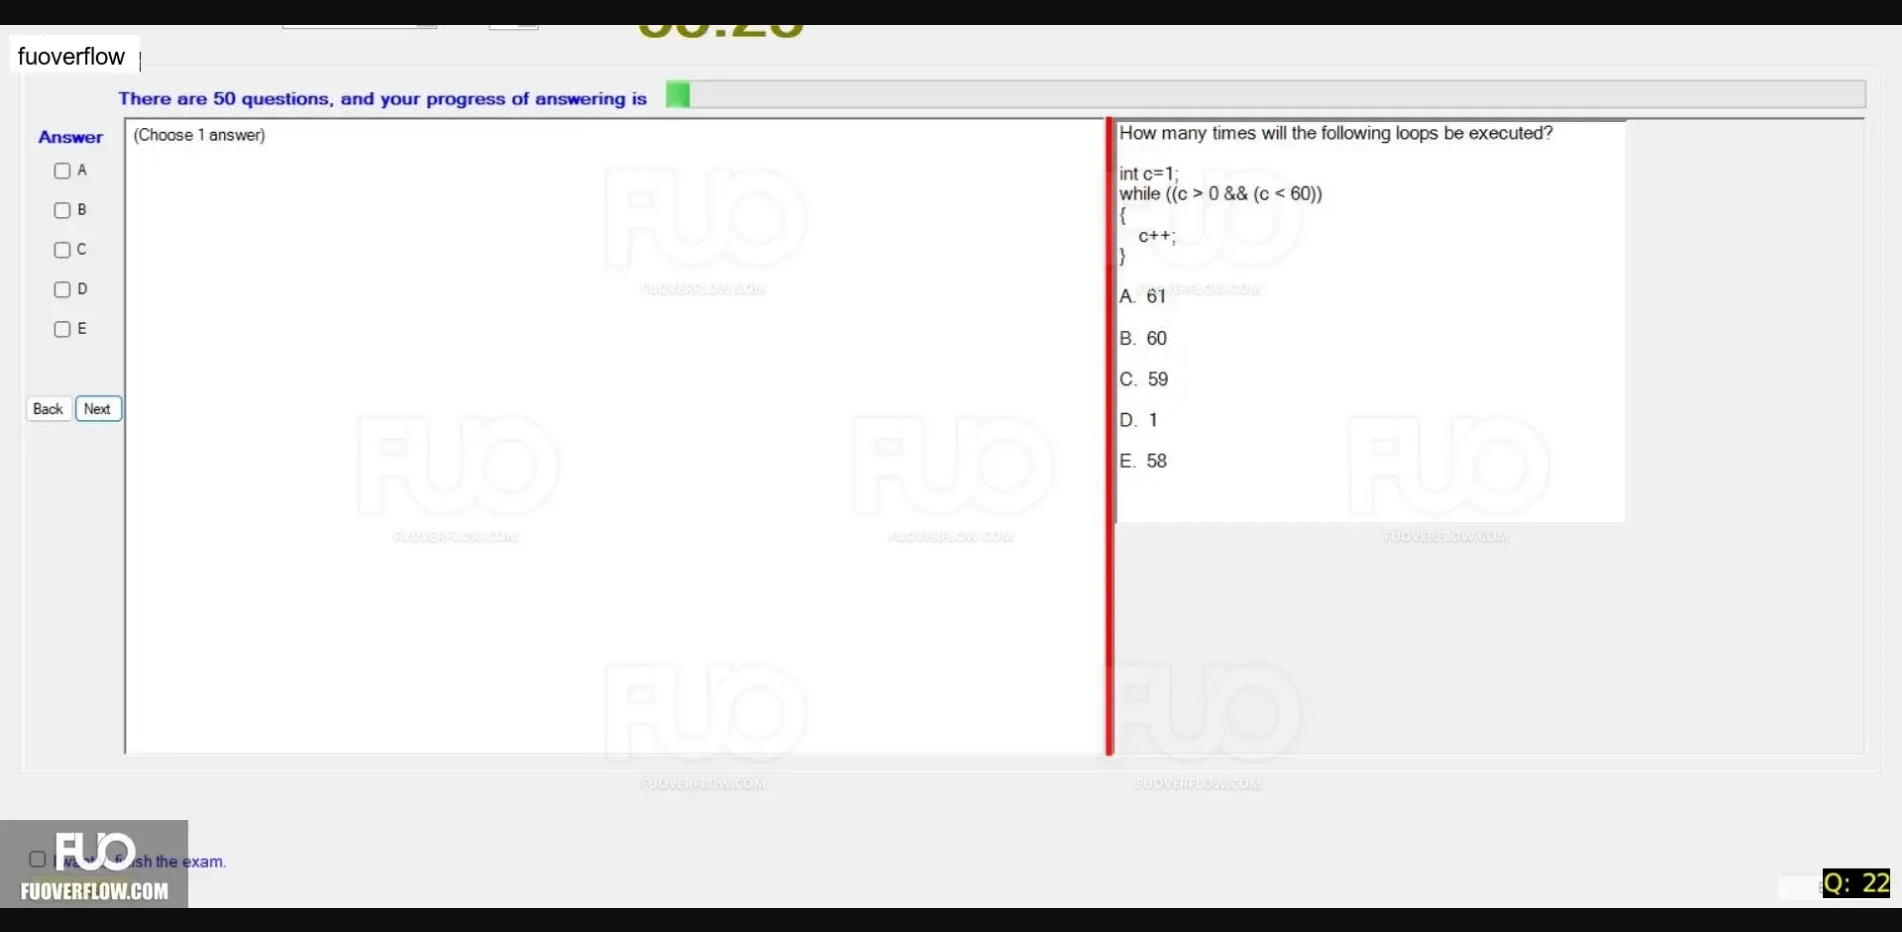 fuoverflow
There are 50 questions, and your progress of answering is
Answer
(Choose 1 answer)
A
B
C
D
E
Back Next
How many times will the following loops be executed?
int c=1;
while ((c > 0 && (c < 60))
{
c++;
}
A. 61
B. 60
C. 59
D. 1
E. 58
FUO
FUOVERFLOW.COM
FUO
FUOVERFLOW.COM
FUO
FUOVERFLOW.COM
FUO
FUOVERFLOW.COM
FUO
FUOVERFLOW.COM
FUO
FUOVERFLOW.COM
FUO
FUOVERFLOW.COM
FUO
the exam.
FUOVERFLOW.COM
Q: 22